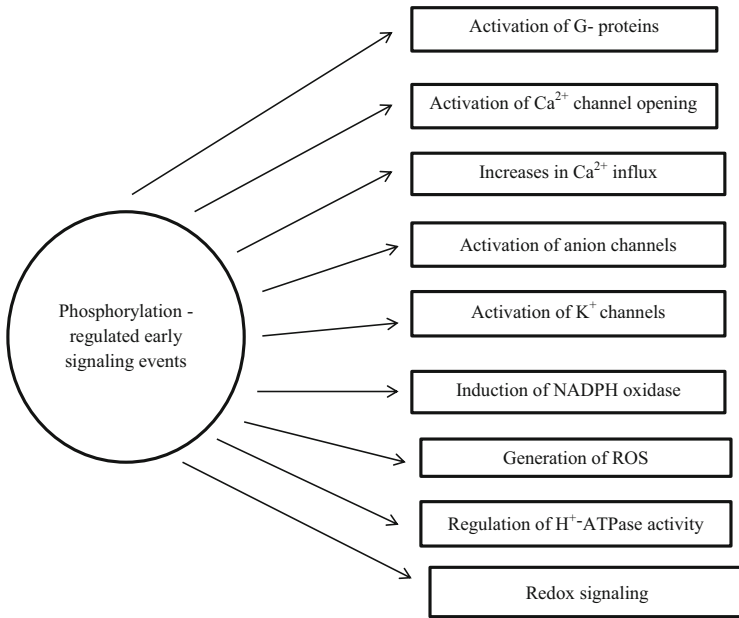 Activation of G- proteins
Activation of Ca²⁺ channel opening
Increases in Ca²⁺ influx
Activation of anion channels
Phosphorylation -
regulated early
signaling events
Activation of K⁺ channels
Induction of NADPH oxidase
Generation of ROS
Regulation of H⁺-ATPase activity
Redox signaling